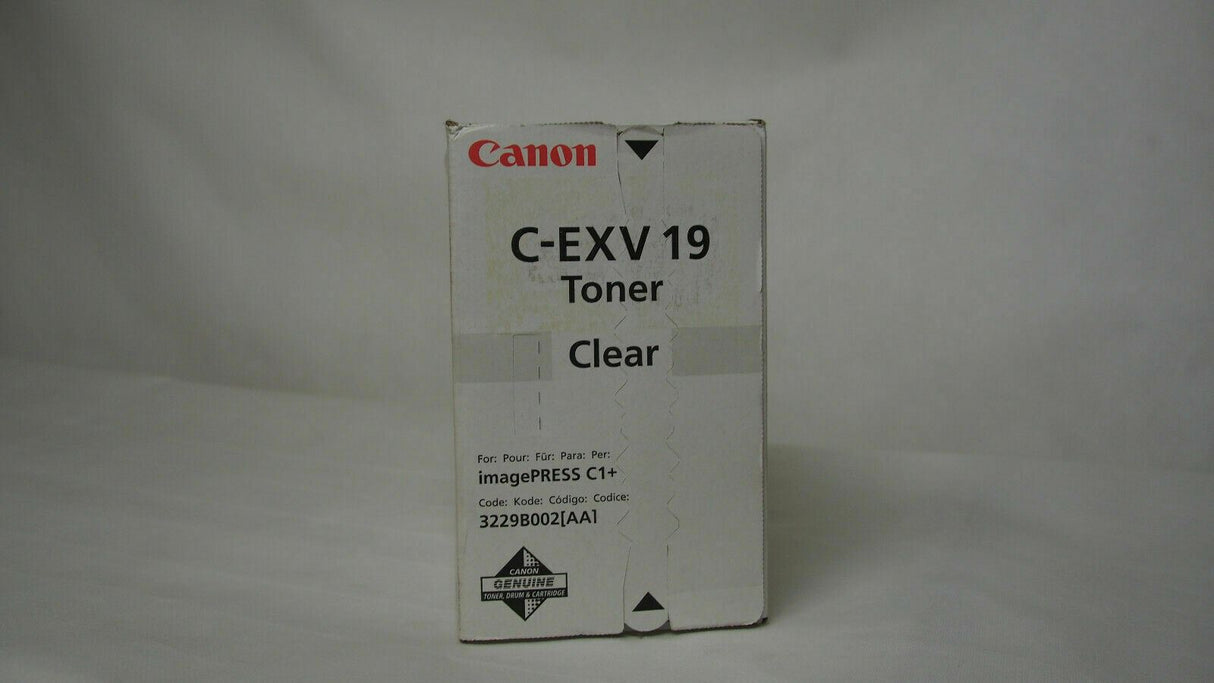 Canon
C-EXV 19
Toner
Clear
For: Pour: Für: Para: Per:
imagePRESS C1+
Code: Kode: Código: Codice:
3229B002[AA]
CANON
GENUINE
TONER, DRUM & CARTRIDGE